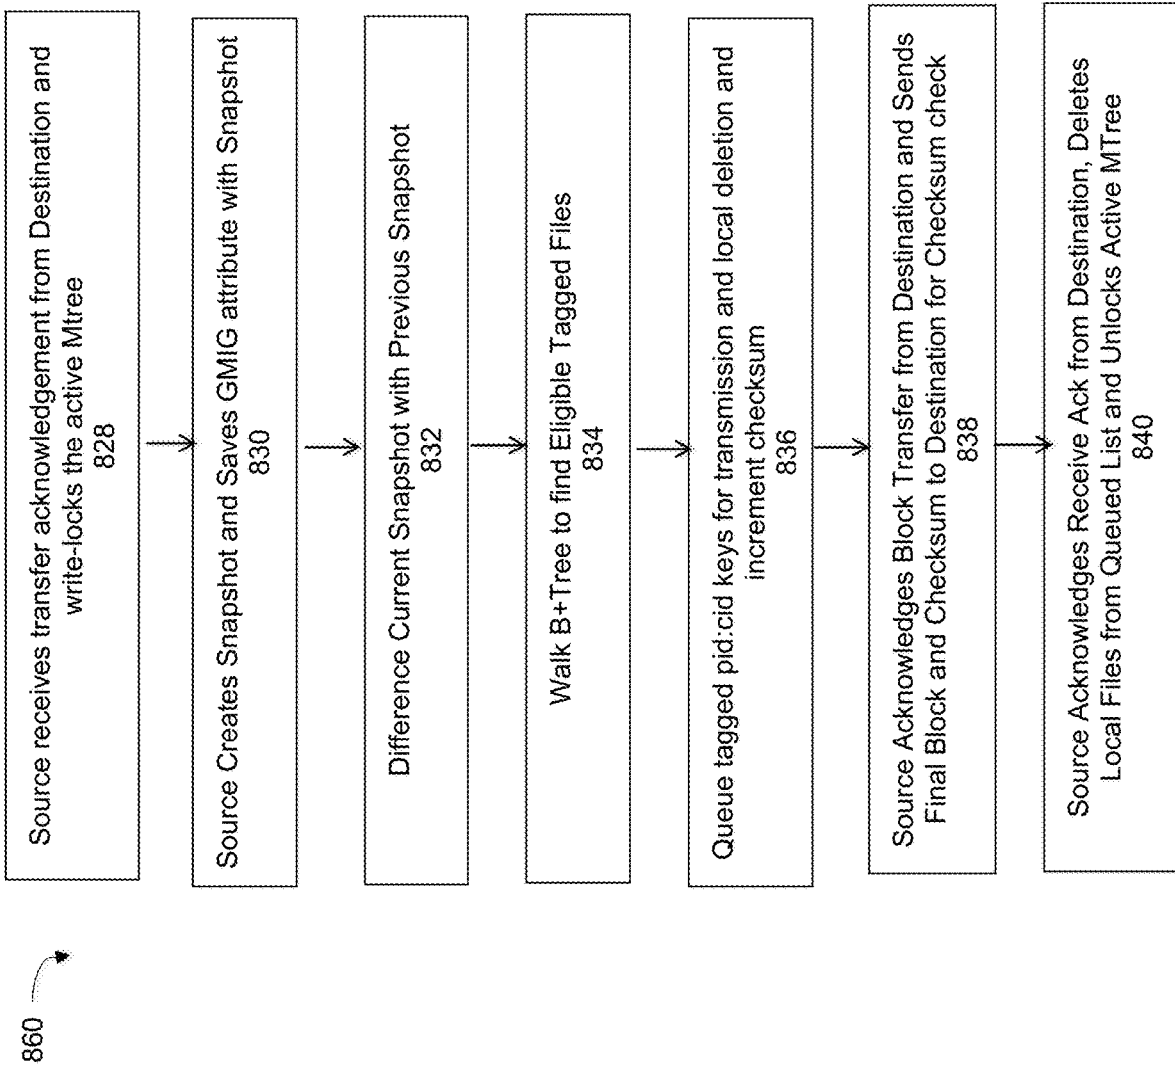 860
Source receives transfer acknowledgement from Destination and
write-locks the active Mtree
828
Source Creates Snapshot and Saves GMIG attribute with Snapshot
830
Difference Current Snapshot with Previous Snapshot
832
Walk B+Tree to find Eligible Tagged Files
834
Queue tagged pid:cid keys for transmission and local deletion and
increment checksum
836
Source Acknowledges Block Transfer from Destination and Sends
Final Block and Checksum to Destination for Checksum check
838
Source Acknowledges Receive Ack from Destination, Deletes
Local Files from Queued List and Unlocks Active MTree
840